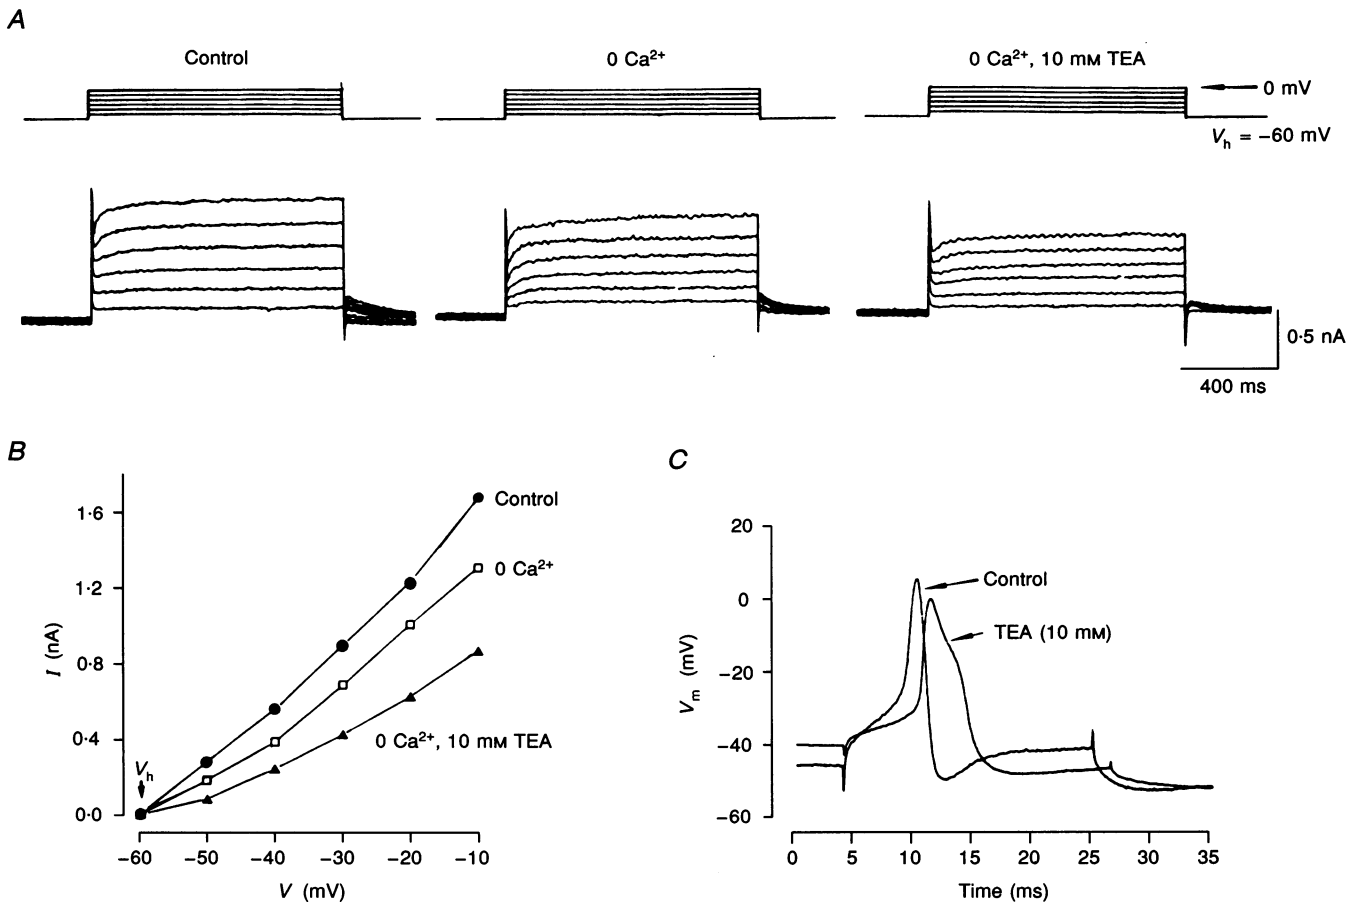 A
Control
0 Ca²⁺
0 Ca²⁺, 10 mM TEA
0 mV
Vₕ = −60 mV
0·5 nA
400 ms
B
1·6
1·2
0·8
0·4
0·0
I (nA)
Control
0 Ca²⁺
0 Ca²⁺, 10 mM TEA
Vₕ
−60 −50 −40 −30 −20 −10
V (mV)
C
20
0
−20
−40
−60
Vₘ (mV)
Control
TEA (10 mM)
0 5 10 15 20 25 30 35
Time (ms)